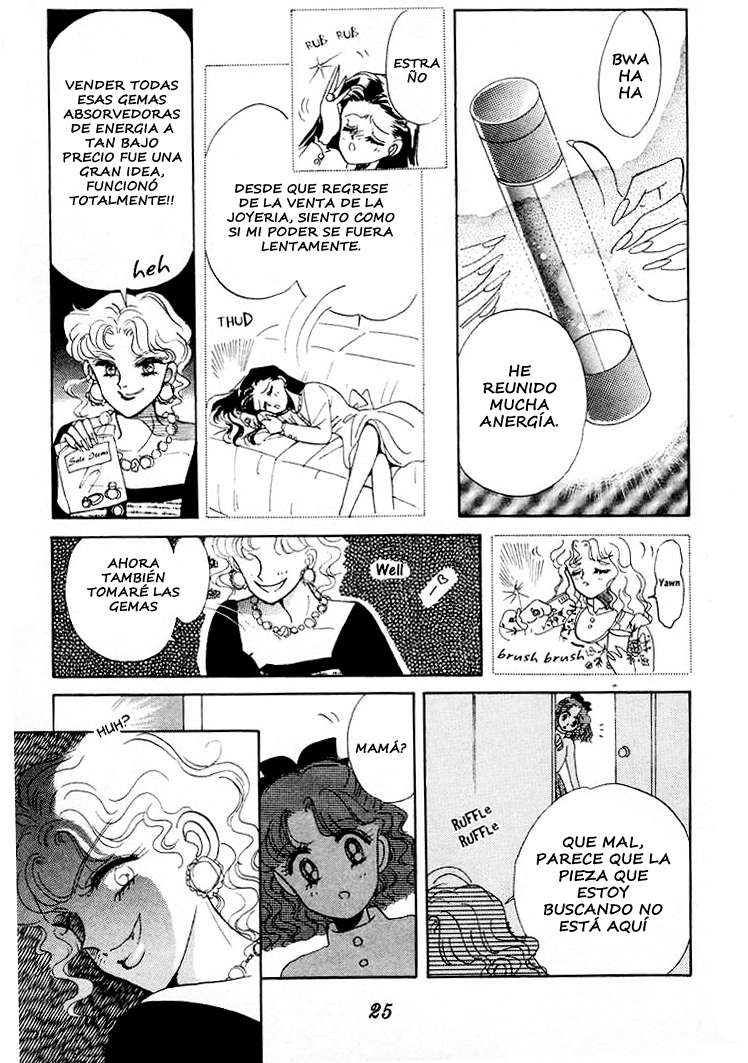 BWA
HA
HA
HE
REUNIDO
MUCHA
ANERGÍA.
RUB RUB
ESTRA
ÑO
DESDE QUE REGRESE
DE LA VENTA DE LA
JOYERIA, SIENTO COMO
SI MI PODER SE FUERA
LENTAMENTE.
THUD
VENDER TODAS
ESAS GEMAS
ABSORVEDORAS
DE ENERGIA A
TAN BAJO
PRECIO FUE UNA
GRAN IDEA,
FUNCIONÓ
TOTALMENTE!!
heh
Sale Items
Yawn
brush brush
Well
AHORA
TAMBIÉN
TOMARÉ LAS
GEMAS
RUFFLE
RUFFLE
QUE MAL,
PARECE QUE LA
PIEZA QUE
ESTOY
BUSCANDO NO
ESTÁ AQUÍ
MAMÁ?
HUH?
25